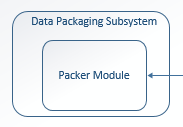 Data Packaging Subsystem
Packer Module